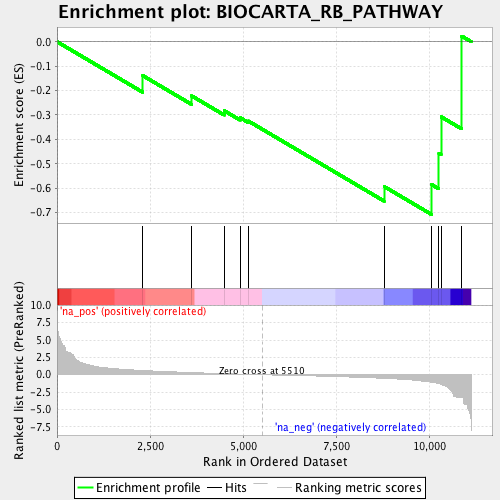 Enrichment plot: BIOCARTA_RB_PATHWAY
Enrichment score (ES)
0.0
-0.1
-0.2
-0.3
-0.4
-0.5
-0.6
-0.7
Ranked list metric (PreRanked)
10.0
7.5
5.0
2.5
0.0
-2.5
-5.0
-7.5
'na_pos' (positively correlated)
Zero cross at 5510
'na_neg' (negatively correlated)
0 2,500 5,000 7,500 10,000
Rank in Ordered Dataset
Enrichment profile Hits Ranking metric scores